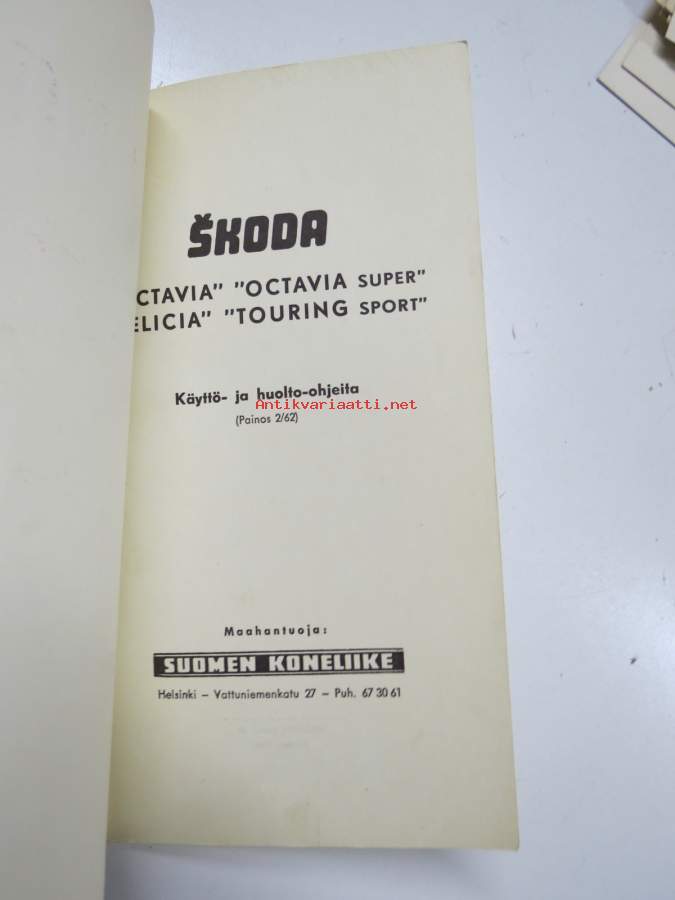 ŠKODA
CTAVIA" "OCTAVIA SUPER"
ELICIA" "TOURING SPORT"
Käyttö- ja huolto-ohjeita
Antikvariaatti.net
(Painos 2/62)
Maahantuoja:
SUOMEN KONELIIKE
Helsinki – Vattuniemenkatu 27 – Puh. 67 30 61